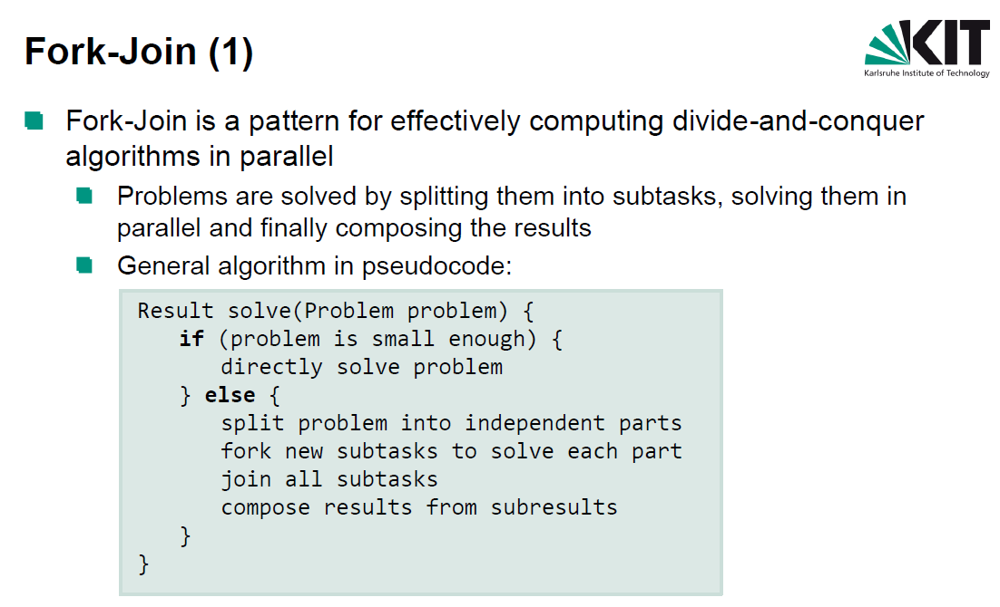 Fork-Join (1)
KIT
Karlsruhe Institute of Technology
Fork-Join is a pattern for effectively computing divide-and-conquer
algorithms in parallel
Problems are solved by splitting them into subtasks, solving them in
parallel and finally composing the results
General algorithm in pseudocode:
Result solve(Problem problem) {
if (problem is small enough) {
directly solve problem
} else {
split problem into independent parts
fork new subtasks to solve each part
join all subtasks
compose results from subresults
}
}